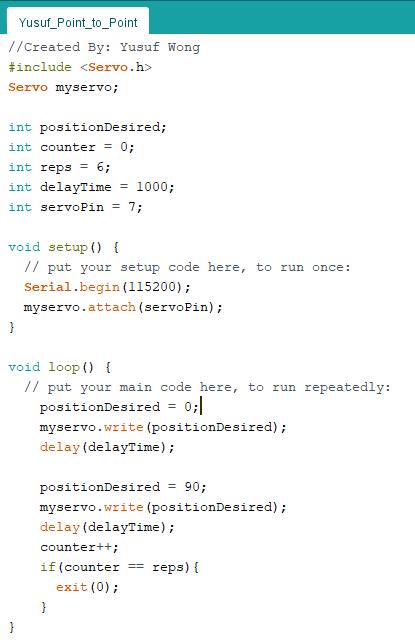 Yusuf_Point_to_Point
//Created By: Yusuf Wong
#include <Servo.h>
Servo myservo;

int positionDesired;
int counter = 0;
int reps = 6;
int delayTime = 1000;
int servoPin = 7;

void setup() {
  // put your setup code here, to run once:
  Serial.begin(115200);
  myservo.attach(servoPin);
}

void loop() {
  // put your main code here, to run repeatedly:
    positionDesired = 0;
    myservo.write(positionDesired);
    delay(delayTime);

    positionDesired = 90;
    myservo.write(positionDesired);
    delay(delayTime);
    counter++;
    if(counter == reps){
      exit(0);
    }
}